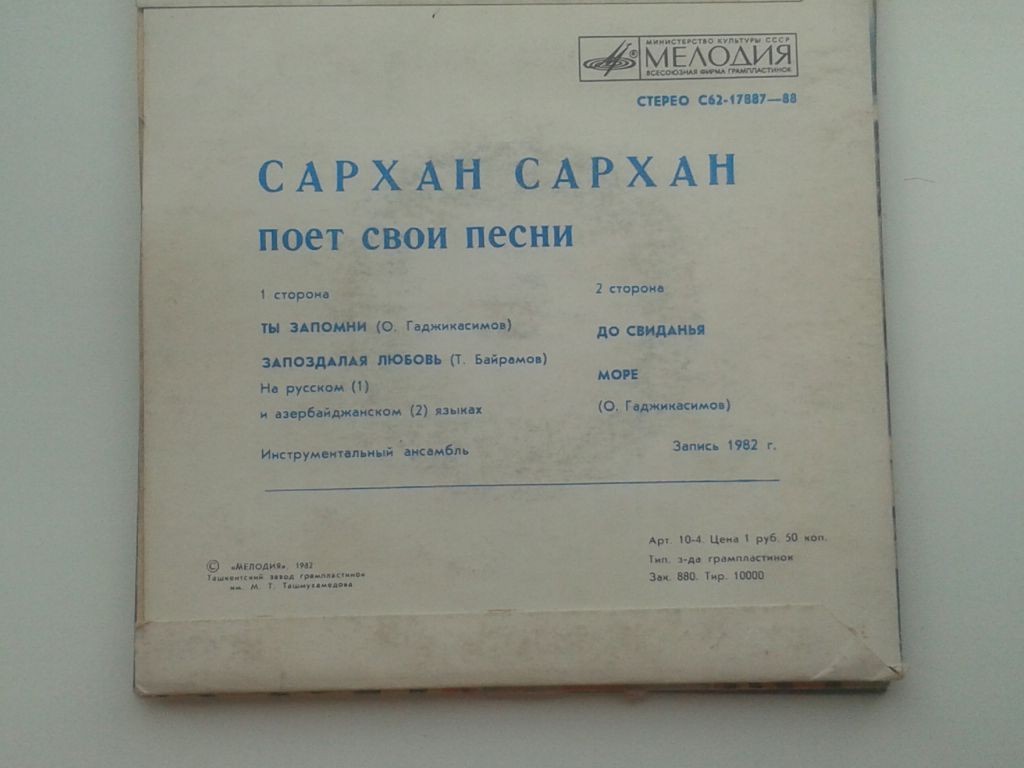 МИНИСТЕРСТВО КУЛЬТУРЫ СССР
МЕЛОДИЯ
ВСЕСОЮЗНАЯ ФИРМА ГРАМПЛАСТИНОК
СТЕРЕО С62-17887—88
САРХАН САРХАН
поет свои песни
1 сторона
ТЫ ЗАПОМНИ (О. Гаджикасимов)
ЗАПОЗДАЛАЯ ЛЮБОВЬ (Т. Байрамов)
На русском (1)
и азербайджанском (2) языках
Инструментальный ансамбль
2 сторона
ДО СВИДАНЬЯ
МОРЕ
(О. Гаджикасимов)
Запись 1982 г.
© «МЕЛОДИЯ», 1982
Ташкентский завод грампластинок
им. М. Т. Ташмухамедова
Арт. 10-4. Цена 1 руб. 50 коп.
Тип. з-да грампластинок
Зак. 880. Тир. 10000